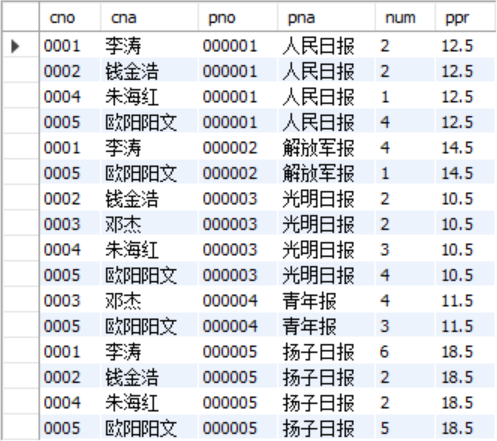 cno cna pno pna num ppr
0001 李涛 000001 人民日报 2 12.5
0002 钱金浩 000001 人民日报 2 12.5
0004 朱海红 000001 人民日报 1 12.5
0005 欧阳阳文 000001 人民日报 4 12.5
0001 李涛 000002 解放军报 4 14.5
0005 欧阳阳文 000002 解放军报 1 14.5
0002 钱金浩 000003 光明日报 2 10.5
0003 邓杰 000003 光明日报 2 10.5
0004 朱海红 000003 光明日报 3 10.5
0005 欧阳阳文 000003 光明日报 4 10.5
0003 邓杰 000004 青年报 4 11.5
0005 欧阳阳文 000004 青年报 3 11.5
0001 李涛 000005 扬子日报 6 18.5
0002 钱金浩 000005 扬子日报 2 18.5
0004 朱海红 000005 扬子日报 2 18.5
0005 欧阳阳文 000005 扬子日报 5 18.5